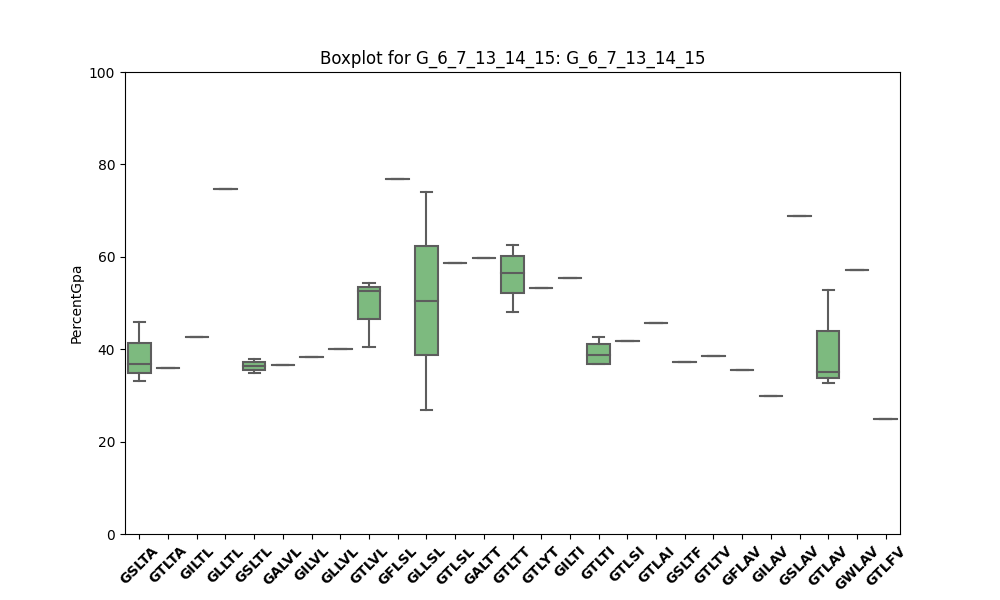 Boxplot for G_6_7_13_14_15: G_6_7_13_14_15
100
80
60
40
20
0
PercentGpa
GSLTA GTLTA GILTL GLLTL GSLTL GALVL GILVL GLLVL GTLVL GFLSL GLLSL GTLSL GALTT GTLTT GTLYT GILTI GTLTI GTLSI GTLAI GSLTF GTLTV GFLAV GILAV GSLAV GTLAV GWLAV GTLFV